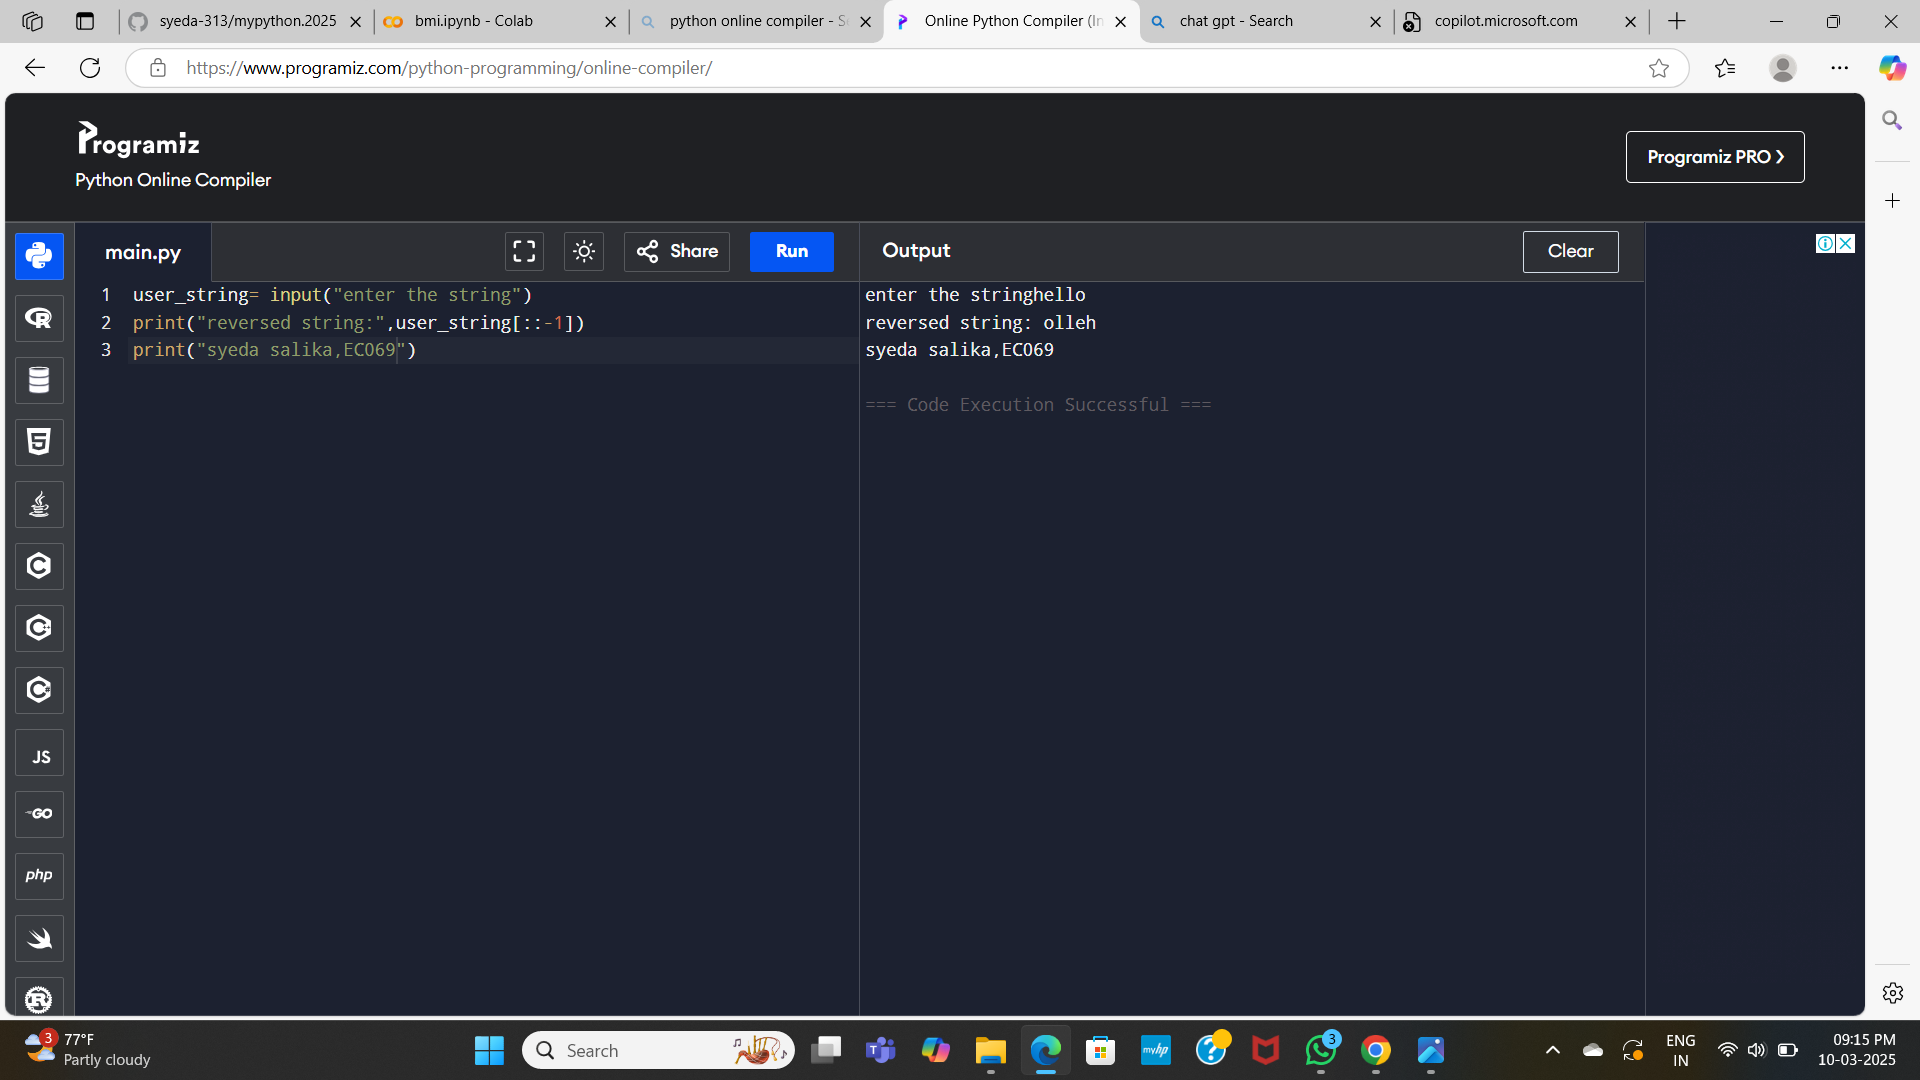 syeda-313/mypython.2025
bmi.ipynb - Colab
python online compiler - S
Online Python Compiler (In
chat gpt - Search
copilot.microsoft.com
https://www.programiz.com/python-programming/online-compiler/
Programiz
Python Online Compiler
Programiz PRO ❯
main.py
Share
Run
Output
Clear
1 user_string= input("enter the string")
2 print("reversed string:",user_string[::-1])
3 print("syeda salika,EC069")
enter the stringhello
reversed string: olleh
syeda salika,EC069
=== Code Execution Successful ===
JS
GO
php
3
77°F
Partly cloudy
Search
myhp
3
ENG
IN
09:15 PM
10-03-2025